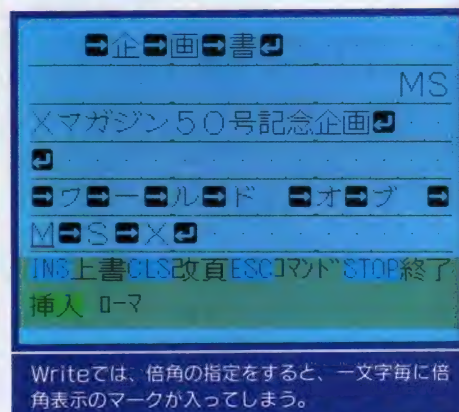 ➡企➡画➡書↵
MS
Xマガジン50号記念企画↵
↵
➡ワ➡ー➡ル➡ド ➡オ➡ブ ➡
M➡S➡X↵
INS上書CLS改頁ESCコマンドSTOP終了
挿入 ローマ
Writeでは、倍角の指定をすると、一文字毎に倍
角表示のマークが入ってしまう。